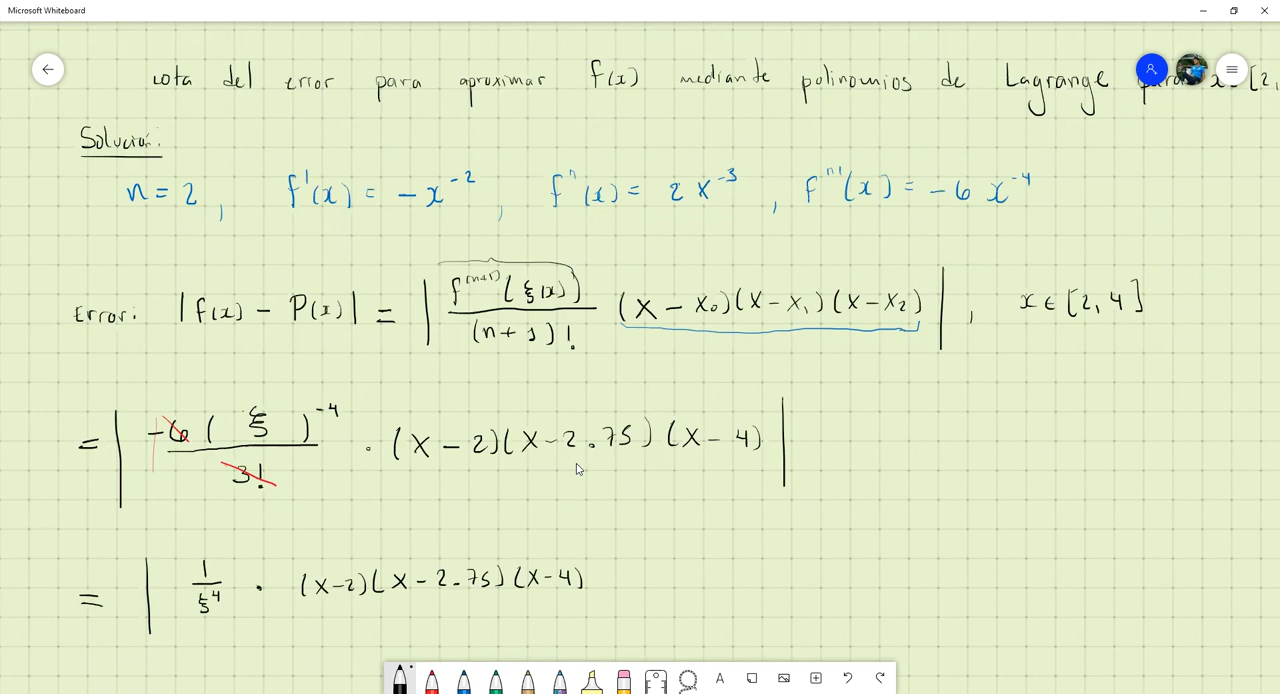 Microsoft Whiteboard
cota del error para aproximar f(x) mediante polinomios de Lagrange para x ∈ [2,
Solución:
n = 2 , f'(x) = -x^{-2} , f''(x) = 2x^{-3} , f'''(x) = -6x^{-4}
Error: |f(x) - P(x)| = | f^{(n+1)}(ξ(x)) / (n+1)! (x - x₀)(x - x₁)(x - x₂) | , x ∈ [2, 4]
= | -6(ξ)^{-4} / 3! · (x - 2)(x - 2.75)(x - 4) |
= | 1/ξ^4 · (x-2)(x - 2.75)(x-4)
A